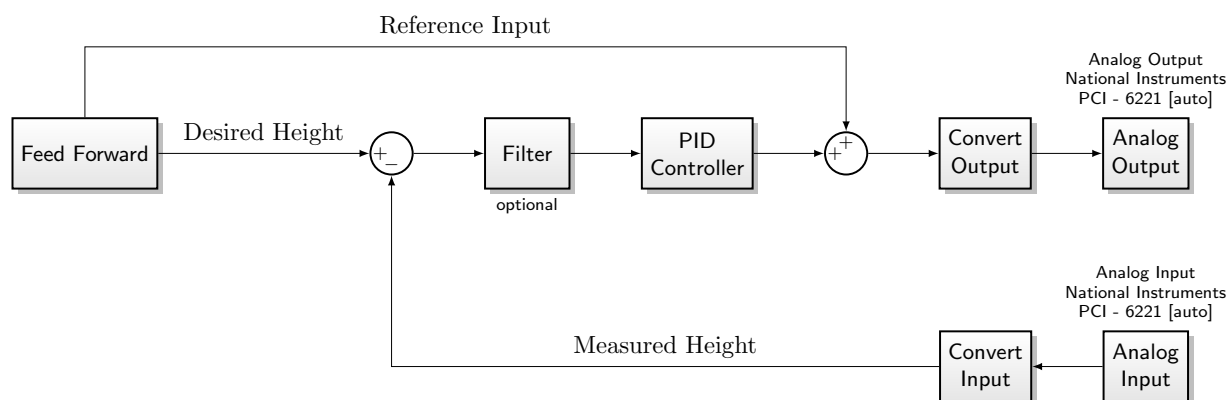 Reference Input
Analog Output
National Instruments
PCI - 6221 [auto]
Feed Forward
Desired Height
+
−
Filter
optional
PID
Controller
+
+
Convert
Output
Analog
Output
Analog Input
National Instruments
PCI - 6221 [auto]
Measured Height
Convert
Input
Analog
Input